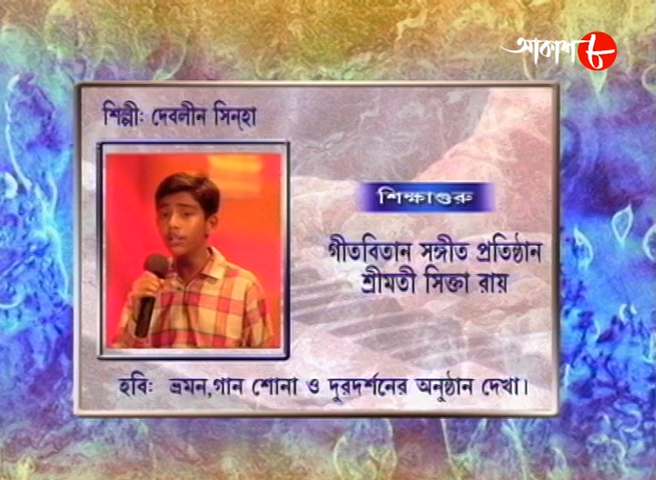 আকাশ ৮
শিল্পী: দেবলীন সিন্‌হা
শিক্ষাগুরু
গীতবিতান সঙ্গীত প্রতিষ্ঠান
শ্রীমতী সিক্তা রায়
হবি: ভ্রমন,গান শোনা ও দুরদর্শনের অনুষ্ঠান দেখা।